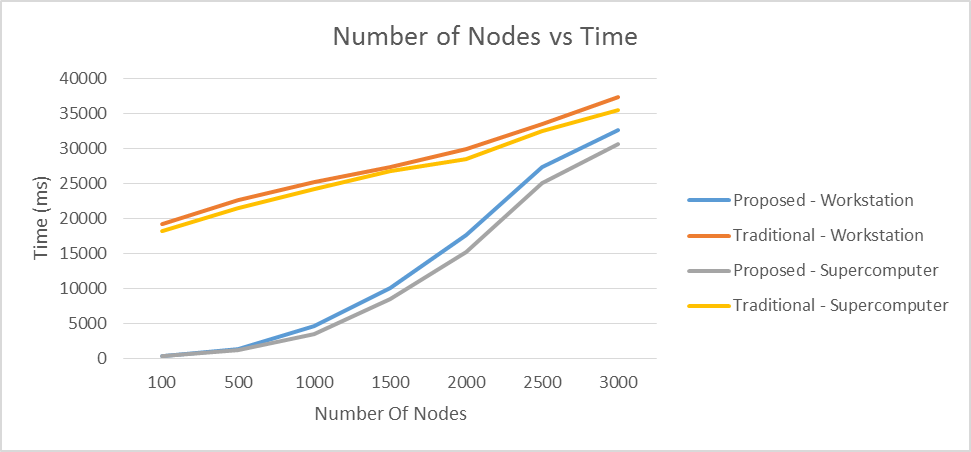 Number of Nodes vs Time
40000
35000
30000
25000
20000
15000
10000
5000
0
Time (ms)
100 500 1000 1500 2000 2500 3000
Number Of Nodes
Proposed - Workstation
Traditional - Workstation
Proposed - Supercomputer
Traditional - Supercomputer